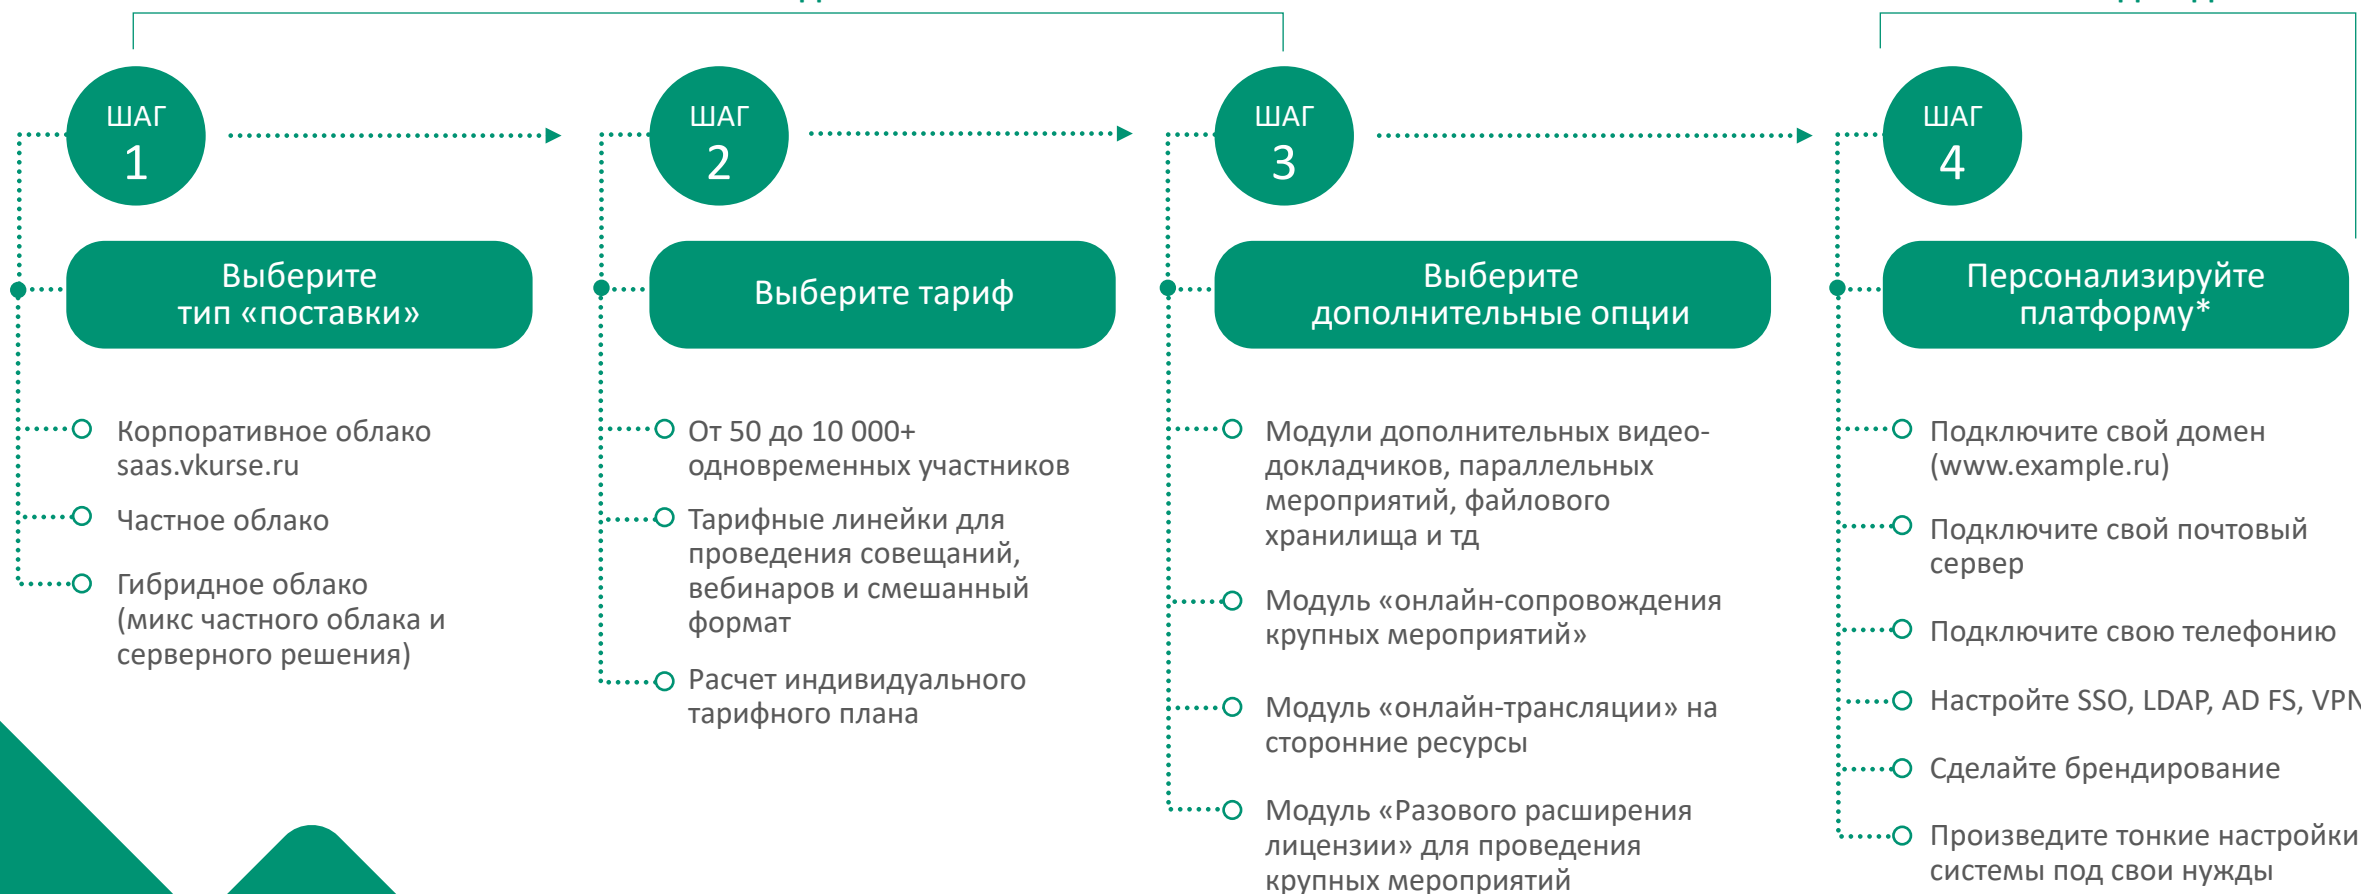 ШАГ
1
Выберите
тип «поставки»
Корпоративное облако
saas.vkurse.ru
Частное облако
Гибридное облако
(микс частного облака и
серверного решения)
ШАГ
2
Выберите тариф
От 50 до 10 000+
одновременных участников
Тарифные линейки для
проведения совещаний,
вебинаров и смешанный
формат
Расчет индивидуального
тарифного плана
ШАГ
3
Выберите
дополнительные опции
Модули дополнительных видео-
докладчиков, параллельных
мероприятий, файлового
хранилища и тд
Модуль «онлайн-сопровождения
крупных мероприятий»
Модуль «онлайн-трансляции» на
сторонние ресурсы
Модуль «Разового расширения
лицензии» для проведения
крупных мероприятий
ШАГ
4
Персонализируйте
платформу*
Подключите свой домен
(www.example.ru)
Подключите свой почтовый
сервер
Подключите свою телефонию
Настройте SSO, LDAP, AD FS, VPN
Сделайте брендирование
Произведите тонкие настройки
системы под свои нужды